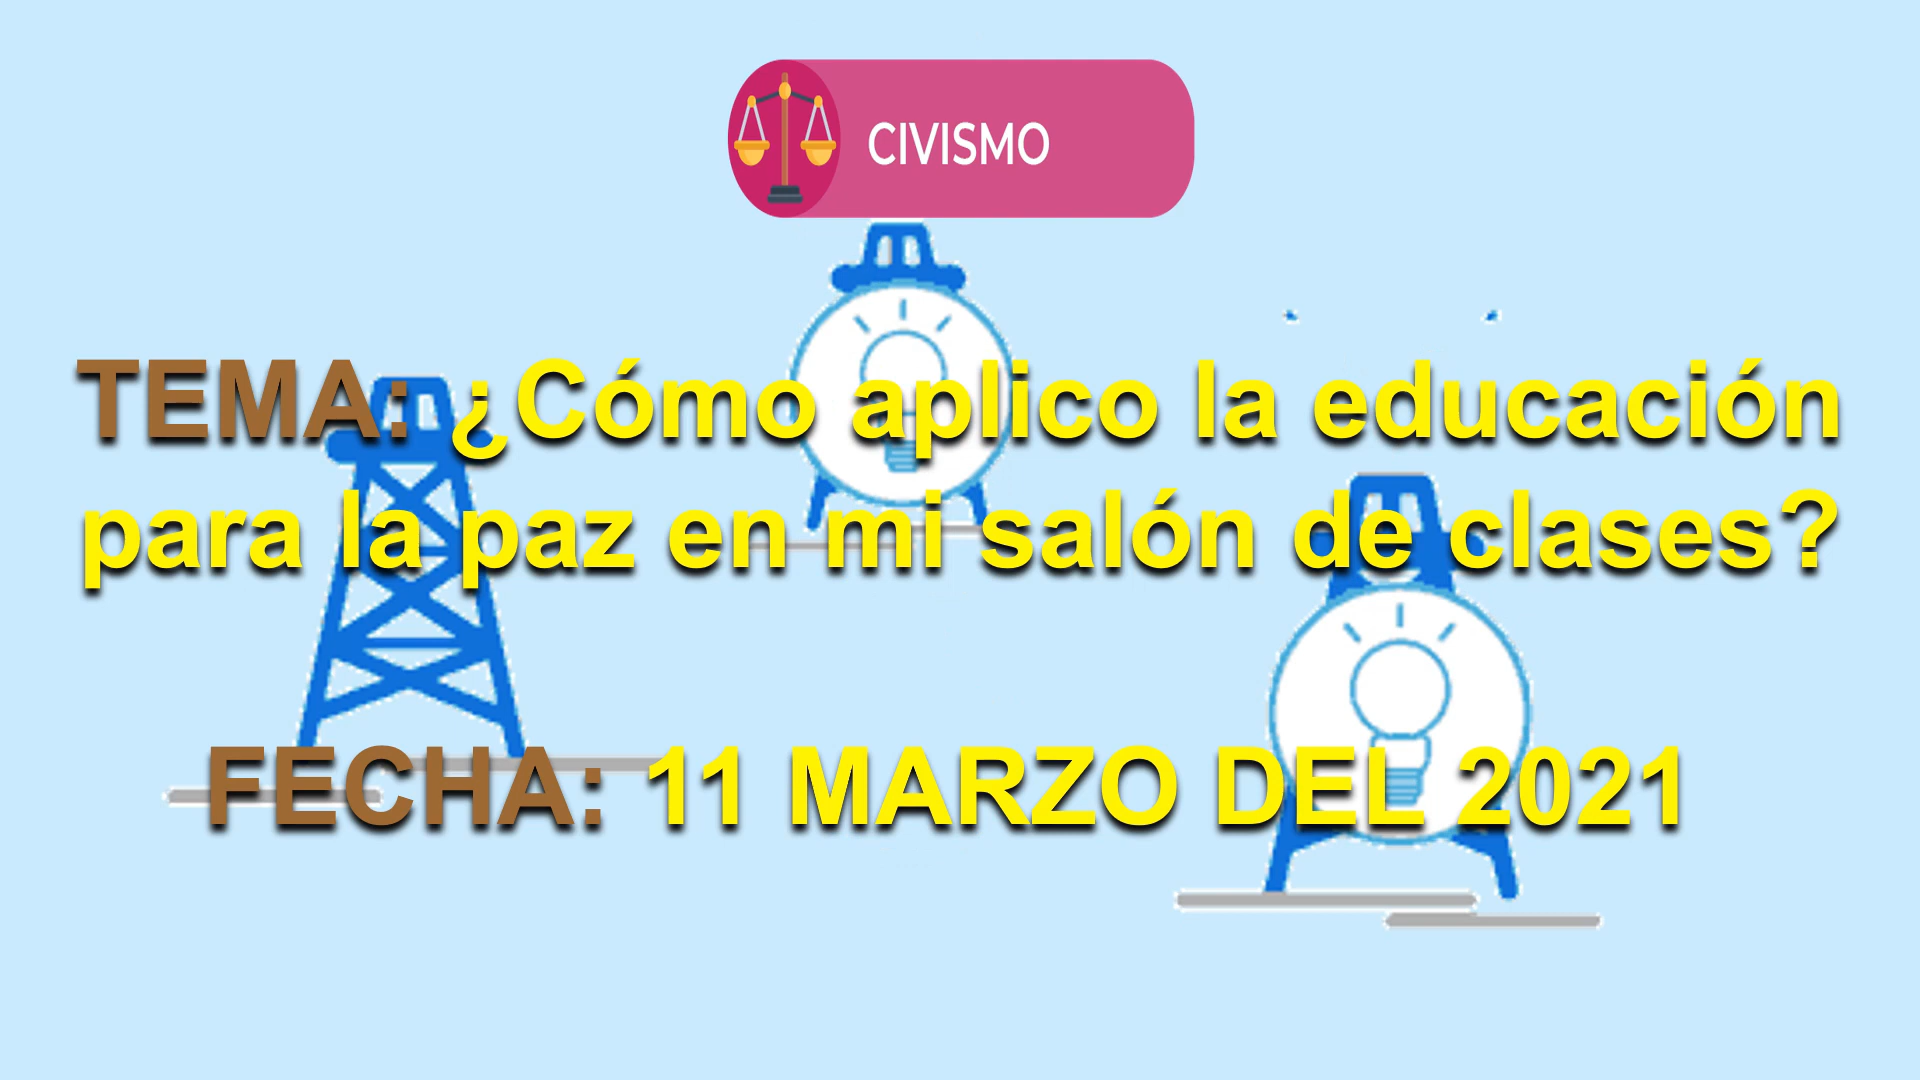 CIVISMO
TEMA: ¿Cómo aplico la educación
para la paz en mi salón de clases?
FECHA: 11 MARZO DEL 2021